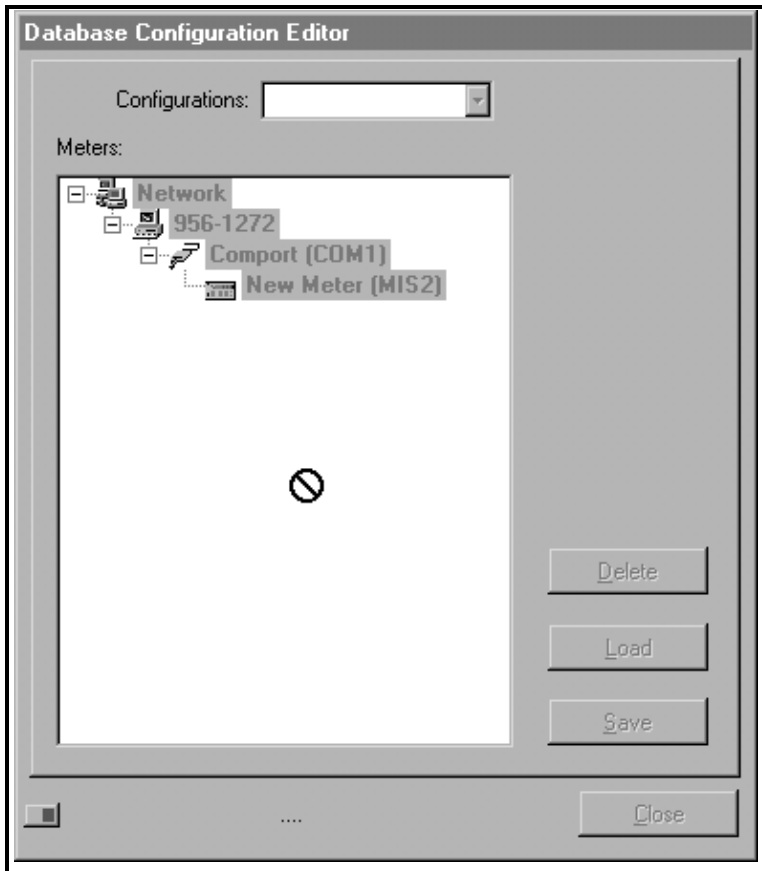 Database Configuration Editor
Configurations:
Meters:
Network
956-1272
Comport (COM1)
New Meter (MIS2)
Delete
Load
Save
....
Close